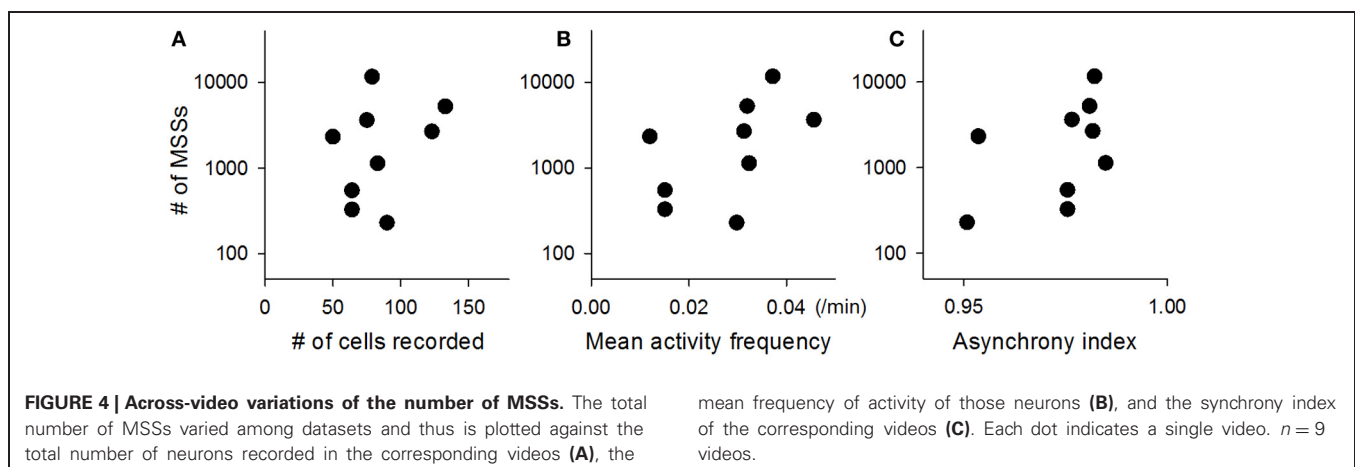 A
B
C
10000
1000
100
# of MSSs
0 50 100 150
# of cells recorded
10000
1000
100
0.00 0.02 0.04 (/min)
Mean activity frequency
10000
1000
100
0.95 1.00
Asynchrony index
FIGURE 4 | Across-video variations of the number of MSSs. The total
number of MSSs varied among datasets and thus is plotted against the
total number of neurons recorded in the corresponding videos (A), the
mean frequency of activity of those neurons (B), and the synchrony index
of the corresponding videos (C). Each dot indicates a single video. n = 9
videos.